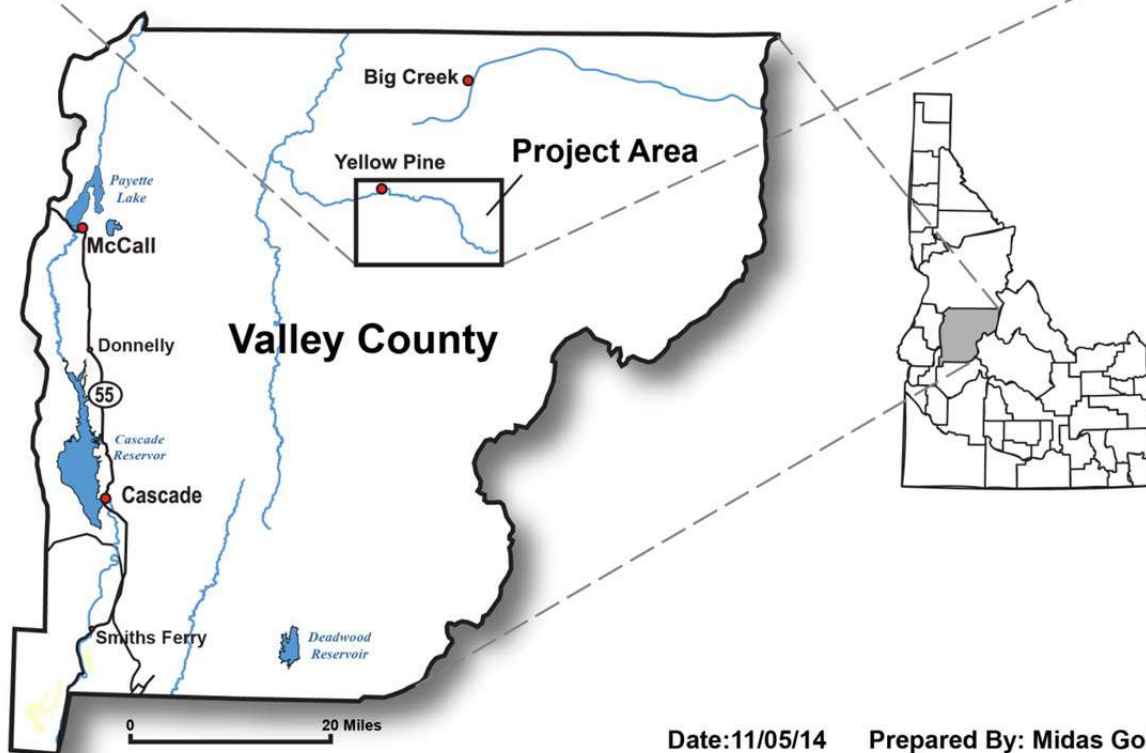 Big Creek
Yellow Pine
Project Area
Payette
Lake
McCall
Valley County
Donnelly
55
Cascade
Reservor
Cascade
Smiths Ferry
Deadwood
Reservoir
0 20 Miles
Date:11/05/14 Prepared By: Midas Go